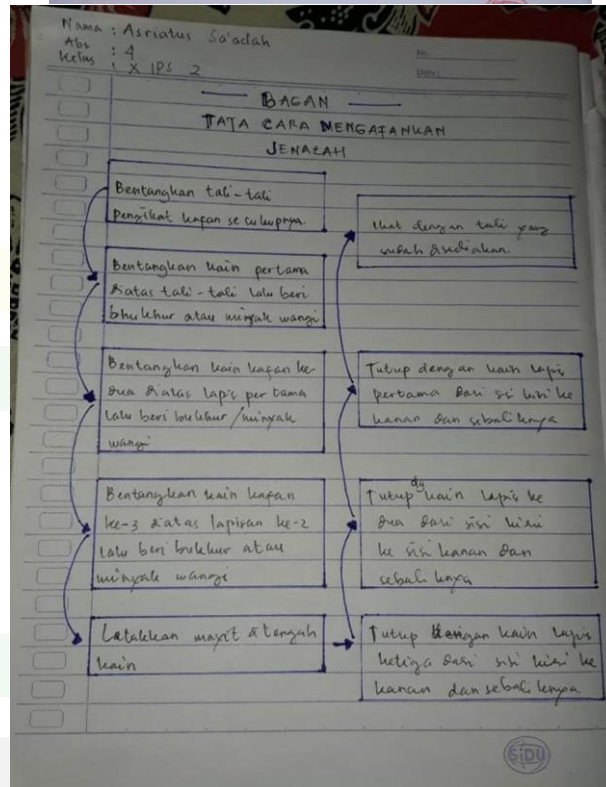 Nama : Asriatus Sa'adah
Abs : 4
Kelas : X IPS 2
No.
Date :
BAGAN
TATA CARA MENGAFANKAN
JENAZAH
Bentangkan tali-tali
pengikat kafan secukupnya.
Bentangkan kain pertama
diatas tali-tali lalu beri
bhukhur atau minyak wangi
Bentangkan kain kafan ke-
dua diatas lapis pertama
lalu beri bukhur/minyak
wangi
Bentangkan kain kafan
ke-3 diatas lapisan ke-2
lalu beri bukhur atau
minyak wangi
Letakkan mayit di tengah
kain
Tutup dengan kain lapis
ketiga dari sisi kiri ke
kanan dan sebaliknya
Tutup dg kain lapis ke
dua dari sisi kiri
ke sisi kanan dan
sebaliknya
Tutup dengan kain lapis
pertama dari sisi kiri ke
kanan dan sebaliknya
Ikat dengan tali yang
sudah disediakan.
SiDU